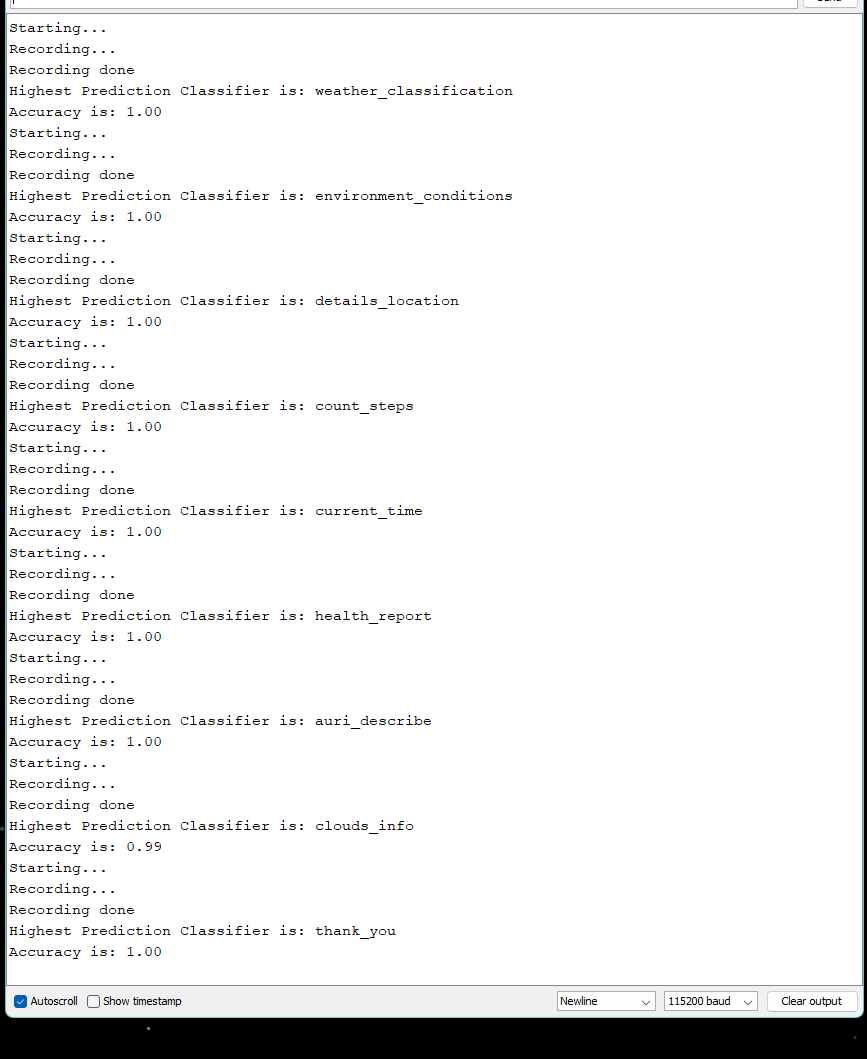 Starting...
Recording...
Recording done
Highest Prediction Classifier is: weather_classification
Accuracy is: 1.00
Starting...
Recording...
Recording done
Highest Prediction Classifier is: environment_conditions
Accuracy is: 1.00
Starting...
Recording...
Recording done
Highest Prediction Classifier is: details_location
Accuracy is: 1.00
Starting...
Recording...
Recording done
Highest Prediction Classifier is: count_steps
Accuracy is: 1.00
Starting...
Recording...
Recording done
Highest Prediction Classifier is: current_time
Accuracy is: 1.00
Starting...
Recording...
Recording done
Highest Prediction Classifier is: health_report
Accuracy is: 1.00
Starting...
Recording...
Recording done
Highest Prediction Classifier is: auri_describe
Accuracy is: 1.00
Starting...
Recording...
Recording done
Highest Prediction Classifier is: clouds_info
Accuracy is: 0.99
Starting...
Recording...
Recording done
Highest Prediction Classifier is: thank_you
Accuracy is: 1.00
Autoscroll Show timestamp Newline 115200 baud Clear output